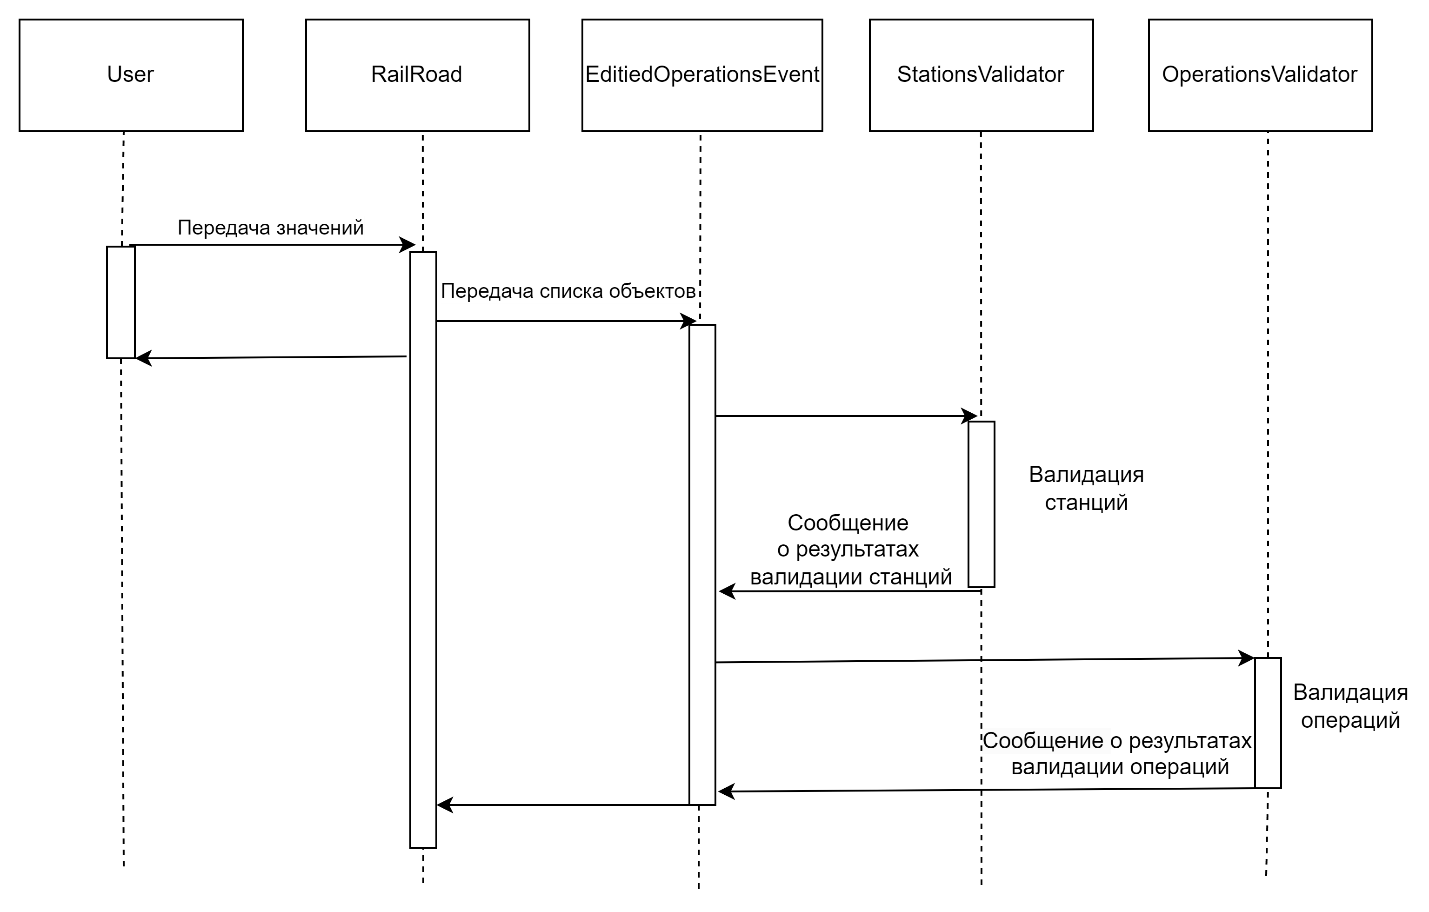 User
RailRoad
EditiedOperationsEvent
StationsValidator
OperationsValidator
Передача значений
Передача списка объектов
Валидация
станций
Сообщение
о результатах
валидации станций
Валидация
операций
Сообщение о результатах
валидации операций